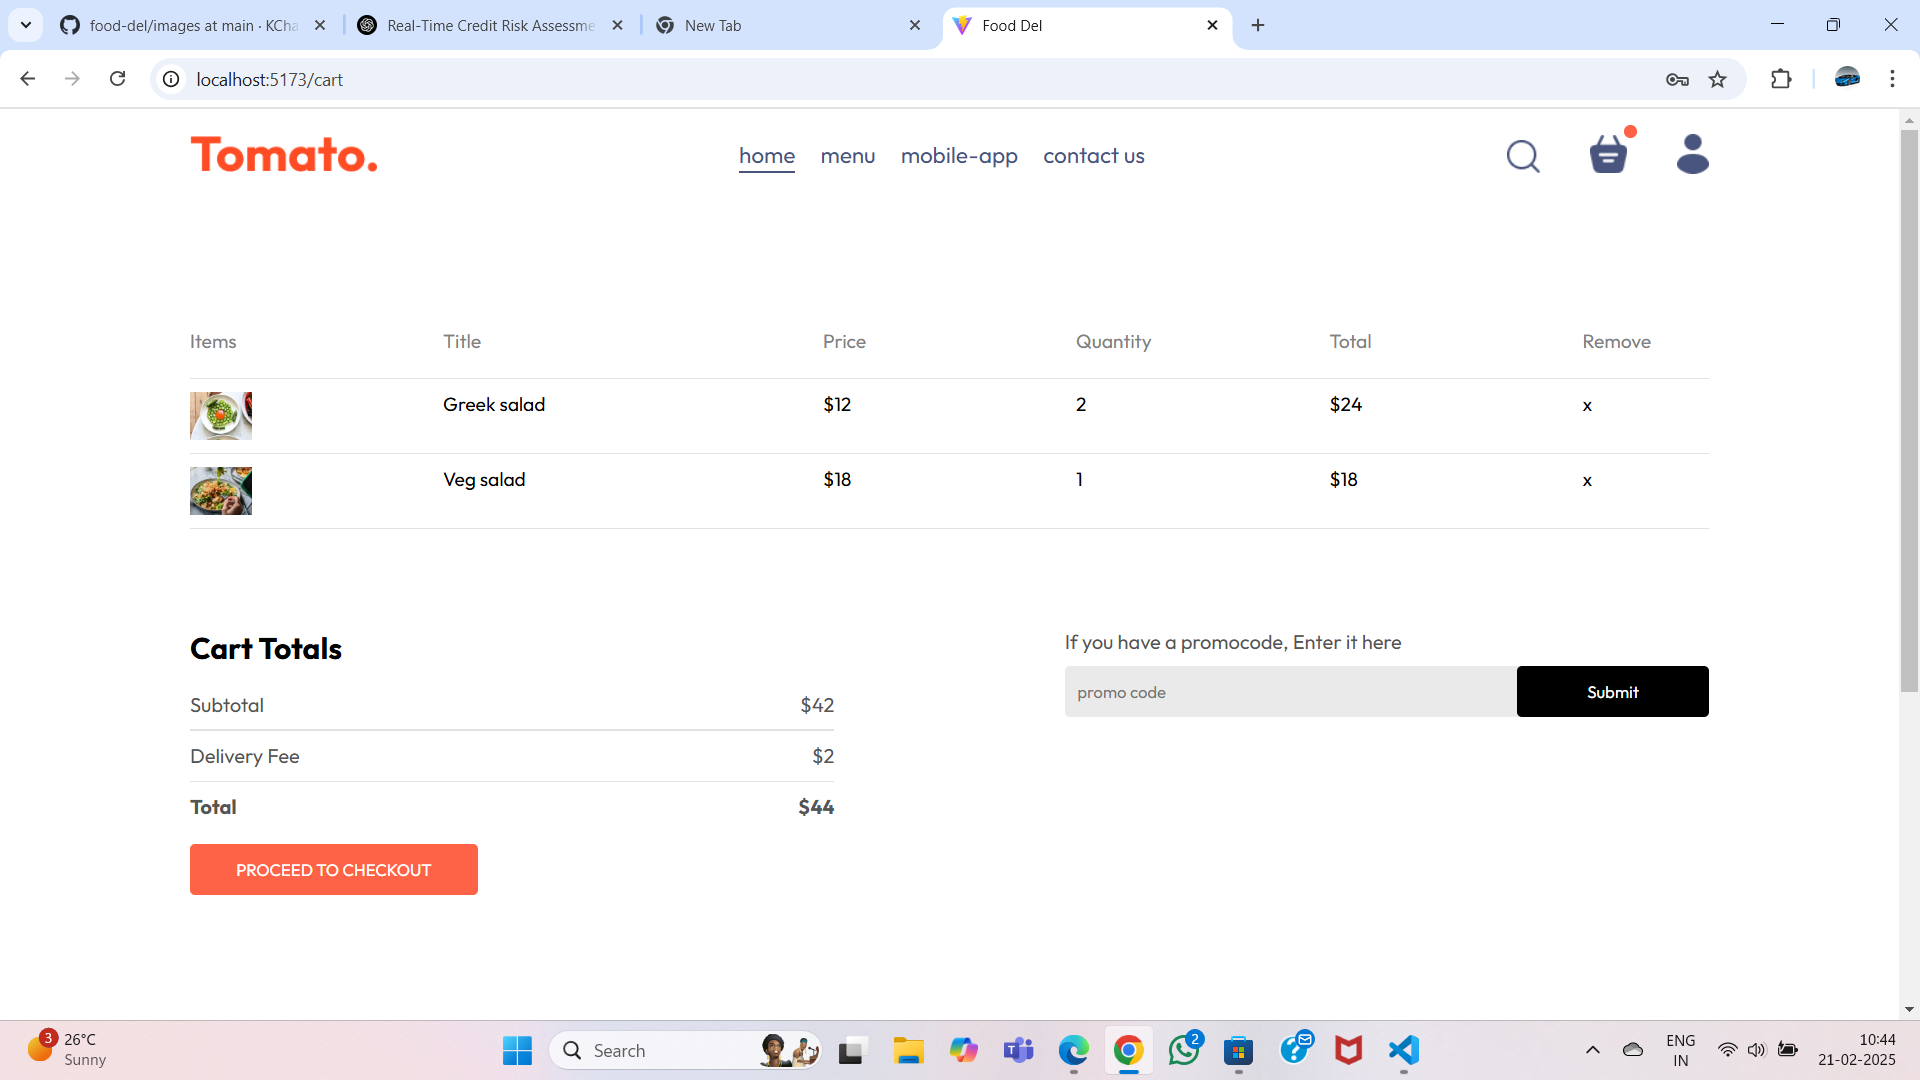 food-del/images at main · KCha
Real-Time Credit Risk Assessme
New Tab
Food Del
localhost:5173/cart
Tomato.
home menu mobile-app contact us
Items Title Price Quantity Total Remove
Greek salad $12 2 $24 x
Veg salad $18 1 $18 x
Cart Totals
If you have a promocode, Enter it here
promo code Submit
Subtotal $42
Delivery Fee $2
Total $44
PROCEED TO CHECKOUT
3
26°C
Sunny
Search
2
ENG
IN
10:44
21-02-2025